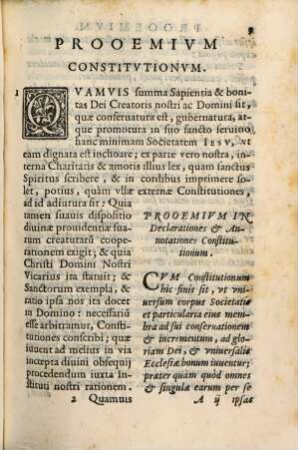 9
PROOEMIVM
CONSTITVTIONVM.
1 QVAMVIS summa Sapientia & boni
tas Dei Creatoris nostri ac Domini sit,
quæ conseruatura est, gubernatura, at-
que promotura in suo sancto seruitio
hanc minimam Societatem IESV, vt
eam dignata est inchoare; ex parte vero nostra, in
terna Charitatis & amoris illius lex, quam sanctus
Spiritus scribere, & in cordibus imprimere so-
let, potius, quàm vllæ externæ Constitutiones,
ad id adiutura sit: Quia
tamen suauis dispositio
diuinæ prouidentiæ sua-
rum creaturarū coope-
rationem exigit; & quia
Christi Domini Nostri
Vicarius ita statuit; &
Sanctorum exempla, &
ratio ipsa nos ita docet
in Domino: necessariū
esse arbitramur, Consti-
tutiones conscribi; quæ
iuuent ad melius in via
incepta diuini obsequij
procedendum iuxta In-
stituti nostri rationem.
2 Quamuis
PROOEMIVM IN
Declarationes & An-
notationes Constitu-
tionum.
CVM Constitutionum
hic finis sit, vt vni-
uersum corpus Societatis
et particularia eius mem-
bra ad sui conseruationem
& incrementum, ad glo-
riam Dei, & vniuersalis
Ecclesiæ bonum iuuentur;
præter quàm quòd omnes
& singulæ earum per se
A ij ipsas